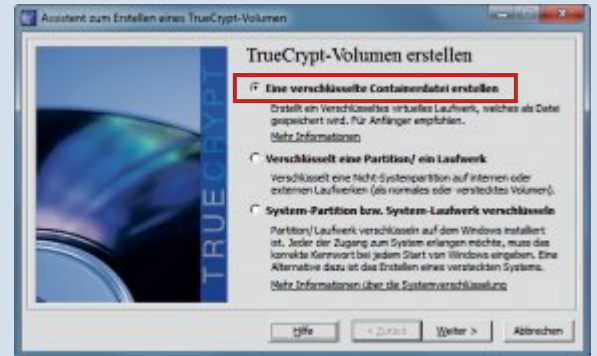 Assistent zum Erstellen eines TrueCrypt-Volumen
TRUECRYPT
TrueCrypt-Volumen erstellen
Eine verschlüsselte Containerdatei erstellen
Erstellt ein Verschlüsseltes virtuelles Laufwerk, welches als Datei
gespeichert wird. Für Anfänger empfohlen.
Mehr Informationen
Verschlüsselt eine Partition/ ein Laufwerk
Verschlüsselt eine Nicht-Systempartition auf internen oder
externen Laufwerken (als normales oder verstecktes Volumen).
System-Partition bzw. System-Laufwerk verschlüsseln
Partition/Laufwerk verschlüsseln auf dem Windows installiert
ist. Jeder der Zugang zum System erlangen möchte, muss das
korrekte Kennwort bei jedem Start von Windows eingeben. Eine
Alternative dazu ist das Erstellen eines versteckten Systems.
Mehr Informationen über die Systemverschlüsselung
Hilfe < Zurück Weiter > Abbrechen